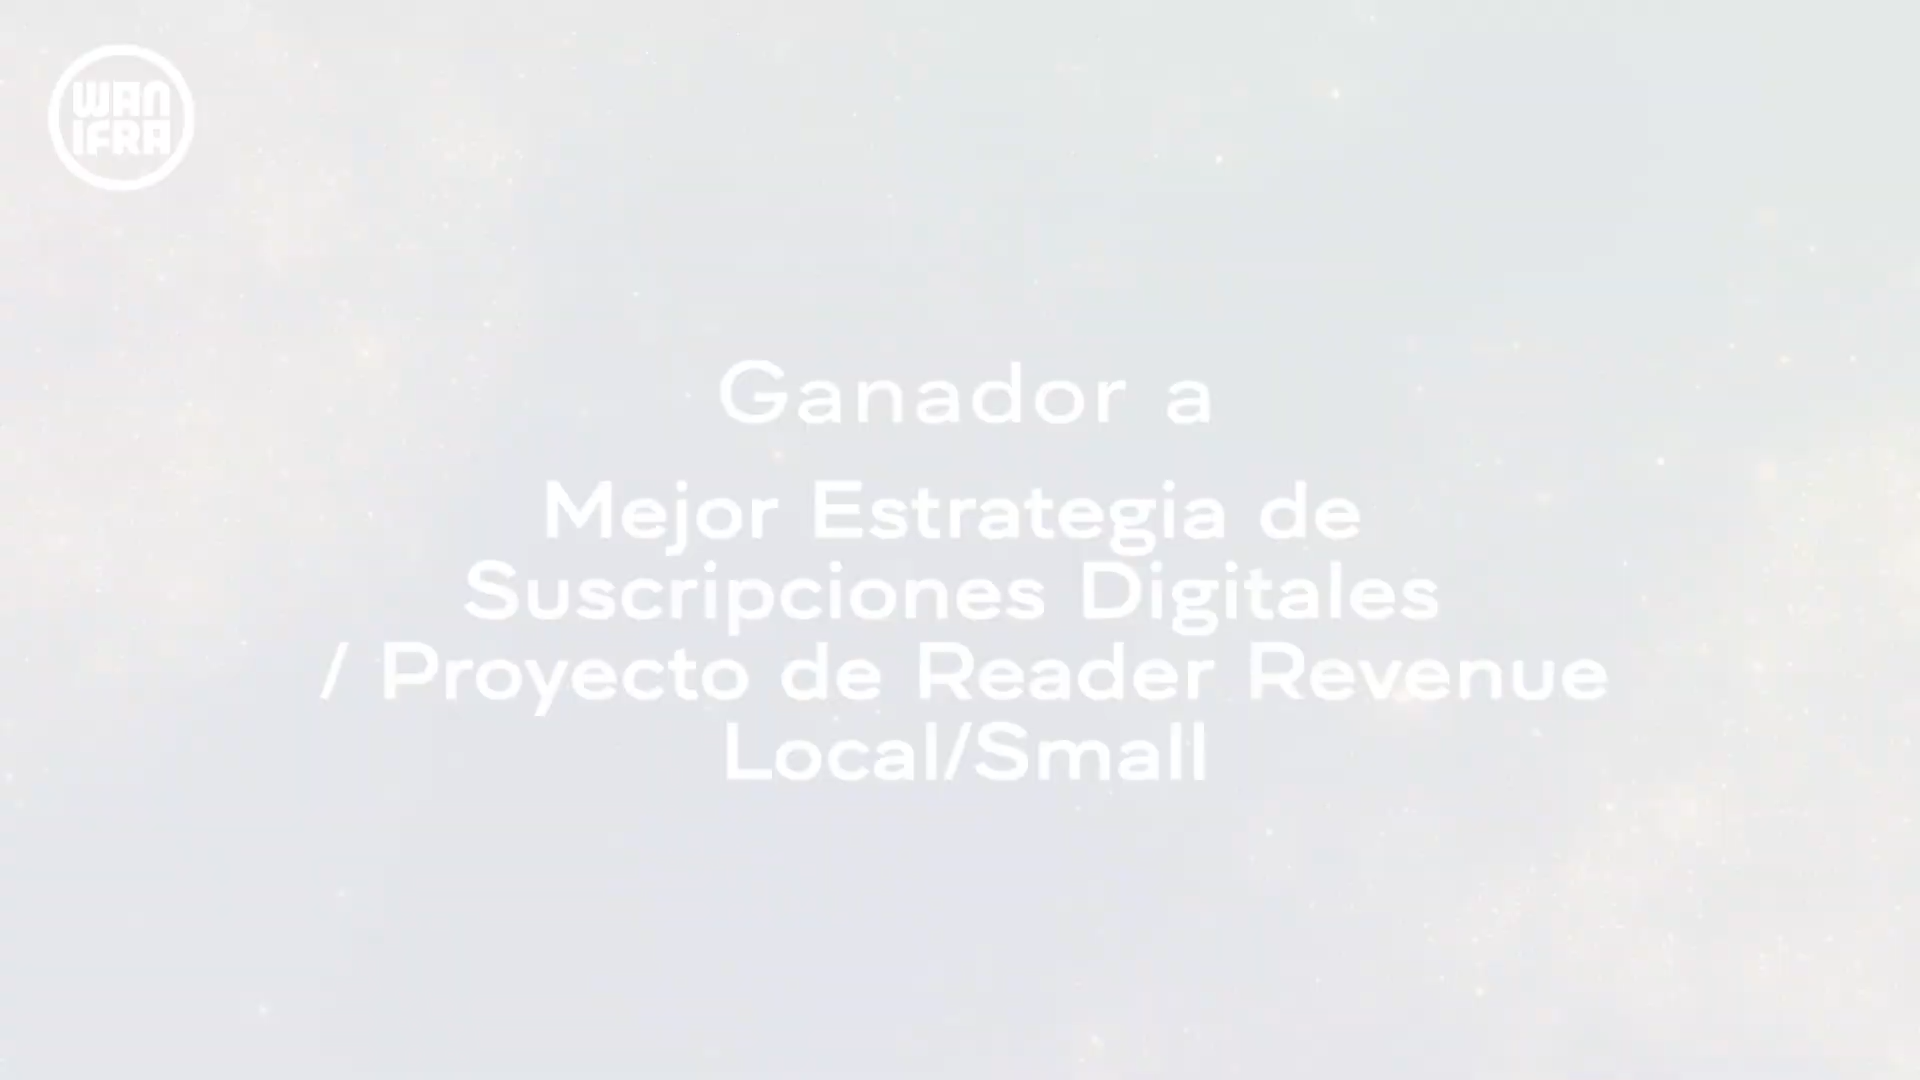 WAN
IFRA
Ganador a
Mejor Estrategia de
Suscripciones Digitales
/ Proyecto de Reader Revenue
Local/Small